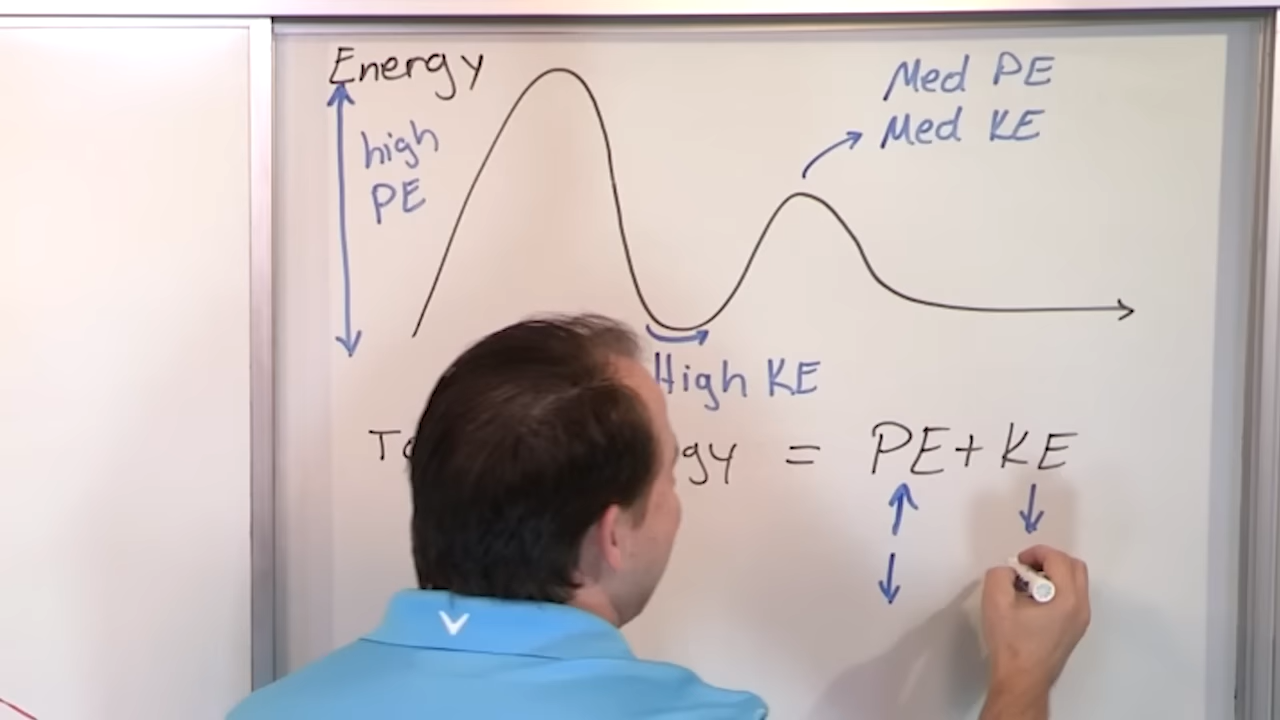 Energy
high
PE
Med PE
Med KE
High KE
= PE + KE